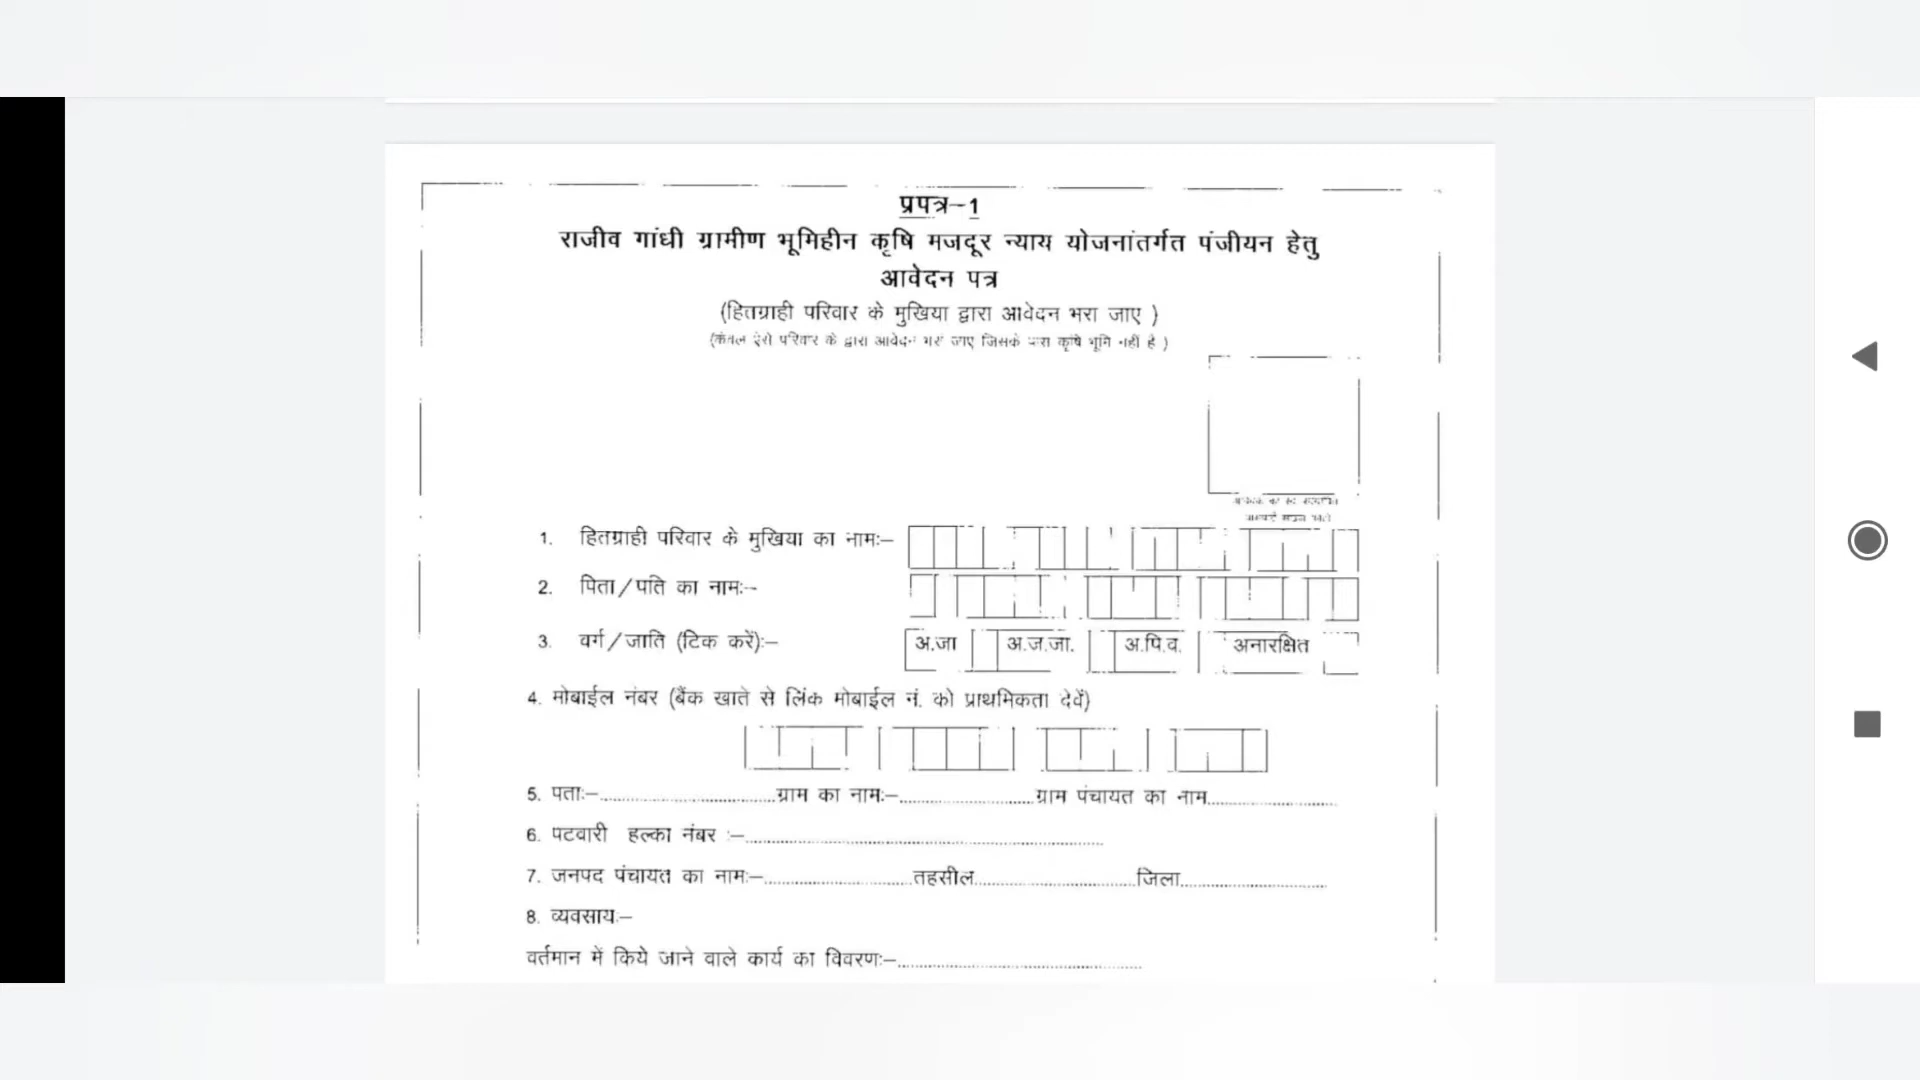 प्रपत्र–1
राजीव गांधी ग्रामीण भूमिहीन कृषि मजदूर न्याय योजनांतर्गत पंजीयन हेतु
आवेदन पत्र
(हितग्राही परिवार के मुखिया द्वारा आवेदन भरा जाए )
(केवल ऐसे परिवार के द्वारा आवेदन भरा जाए जिसके पास कृषि भूमि नहीं है )
1. हितग्राही परिवार के मुखिया का नामः–
2. पिता/पति का नामः–
3. वर्ग/जाति (टिक करें):– अ.जा अ.ज.जा. अ.पि.व. अनारक्षित
4. मोबाईल नंबर (बैंक खाते से लिंक मोबाईल नं. को प्राथमिकता देवें)
5. पताः–..............................ग्राम का नामः–.......................ग्राम पंचायत का नाम......................
6. पटवारी हल्का नंबर :–.............................................................
7. जनपद पंचायत का नामः–.........................तहसील...........................जिला.........................
8. व्यवसायः–
वर्तमान में किये जाने वाले कार्य का विवरणः–..........................................